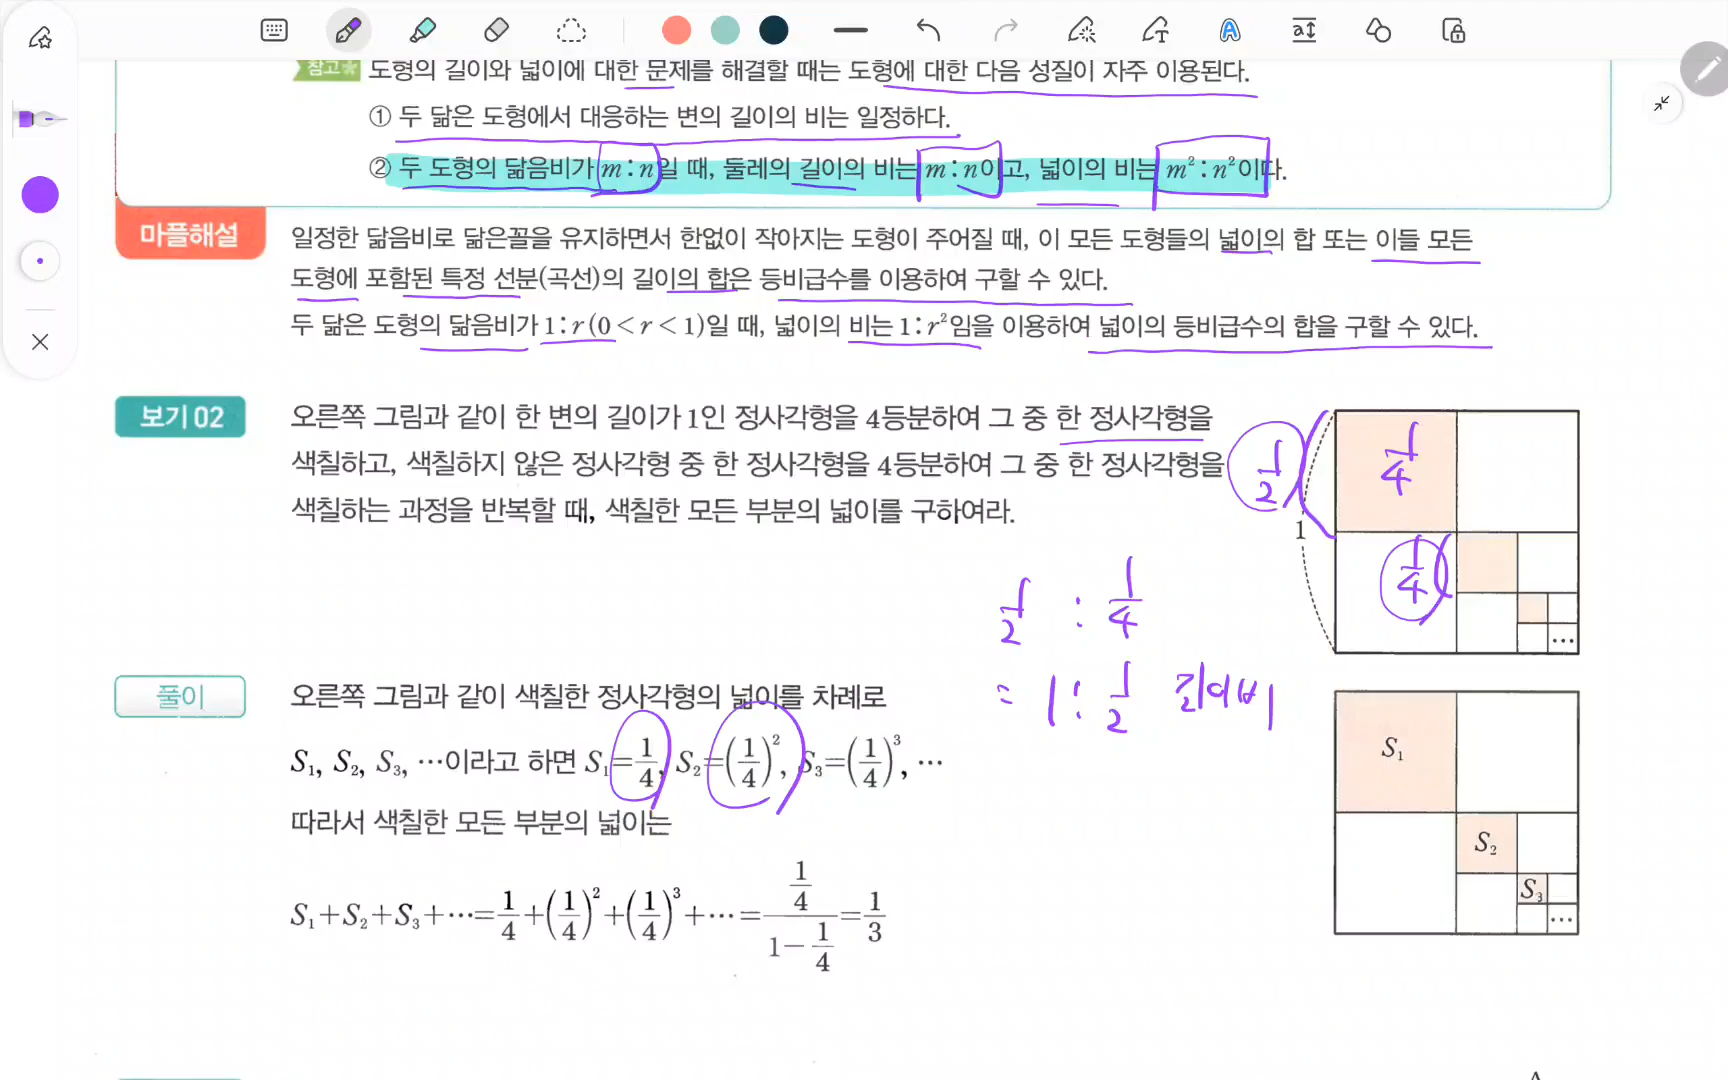 참고 도형의 길이와 넓이에 대한 문제를 해결할 때는 도형에 대한 다음 성질이 자주 이용된다.
① 두 닮은 도형에서 대응하는 변의 길이의 비는 일정하다.
② 두 도형의 닮음비가 m : n일 때, 둘레의 길이의 비는 m : n이고, 넓이의 비는 m² : n²이다.
마플해설 일정한 닮음비로 닮은꼴을 유지하면서 한없이 작아지는 도형이 주어질 때, 이 모든 도형들의 넓이의 합 또는 이들 모든
도형에 포함된 특정 선분(곡선)의 길이의 합은 등비급수를 이용하여 구할 수 있다.
두 닮은 도형의 닮음비가 1 : r (0 < r < 1)일 때, 넓이의 비는 1 : r²임을 이용하여 넓이의 등비급수의 합을 구할 수 있다.
보기 02 오른쪽 그림과 같이 한 변의 길이가 1인 정사각형을 4등분하여 그 중 한 정사각형을
색칠하고, 색칠하지 않은 정사각형 중 한 정사각형을 4등분하여 그 중 한 정사각형을
색칠하는 과정을 반복할 때, 색칠한 모든 부분의 넓이를 구하여라.
1/2
1/4
1
1/4
1/2 : 1/4
= 1 : 1/2 길이비
풀이 오른쪽 그림과 같이 색칠한 정사각형의 넓이를 차례로
S₁, S₂, S₃, ⋯이라고 하면 S₁=1/4, S₂=(1/4)², S₃=(1/4)³, ⋯
따라서 색칠한 모든 부분의 넓이는
S₁+S₂+S₃+⋯=1/4+(1/4)²+(1/4)³+⋯=(1/4)/(1−1/4)=1/3
S₁
S₂
S₃
⋯